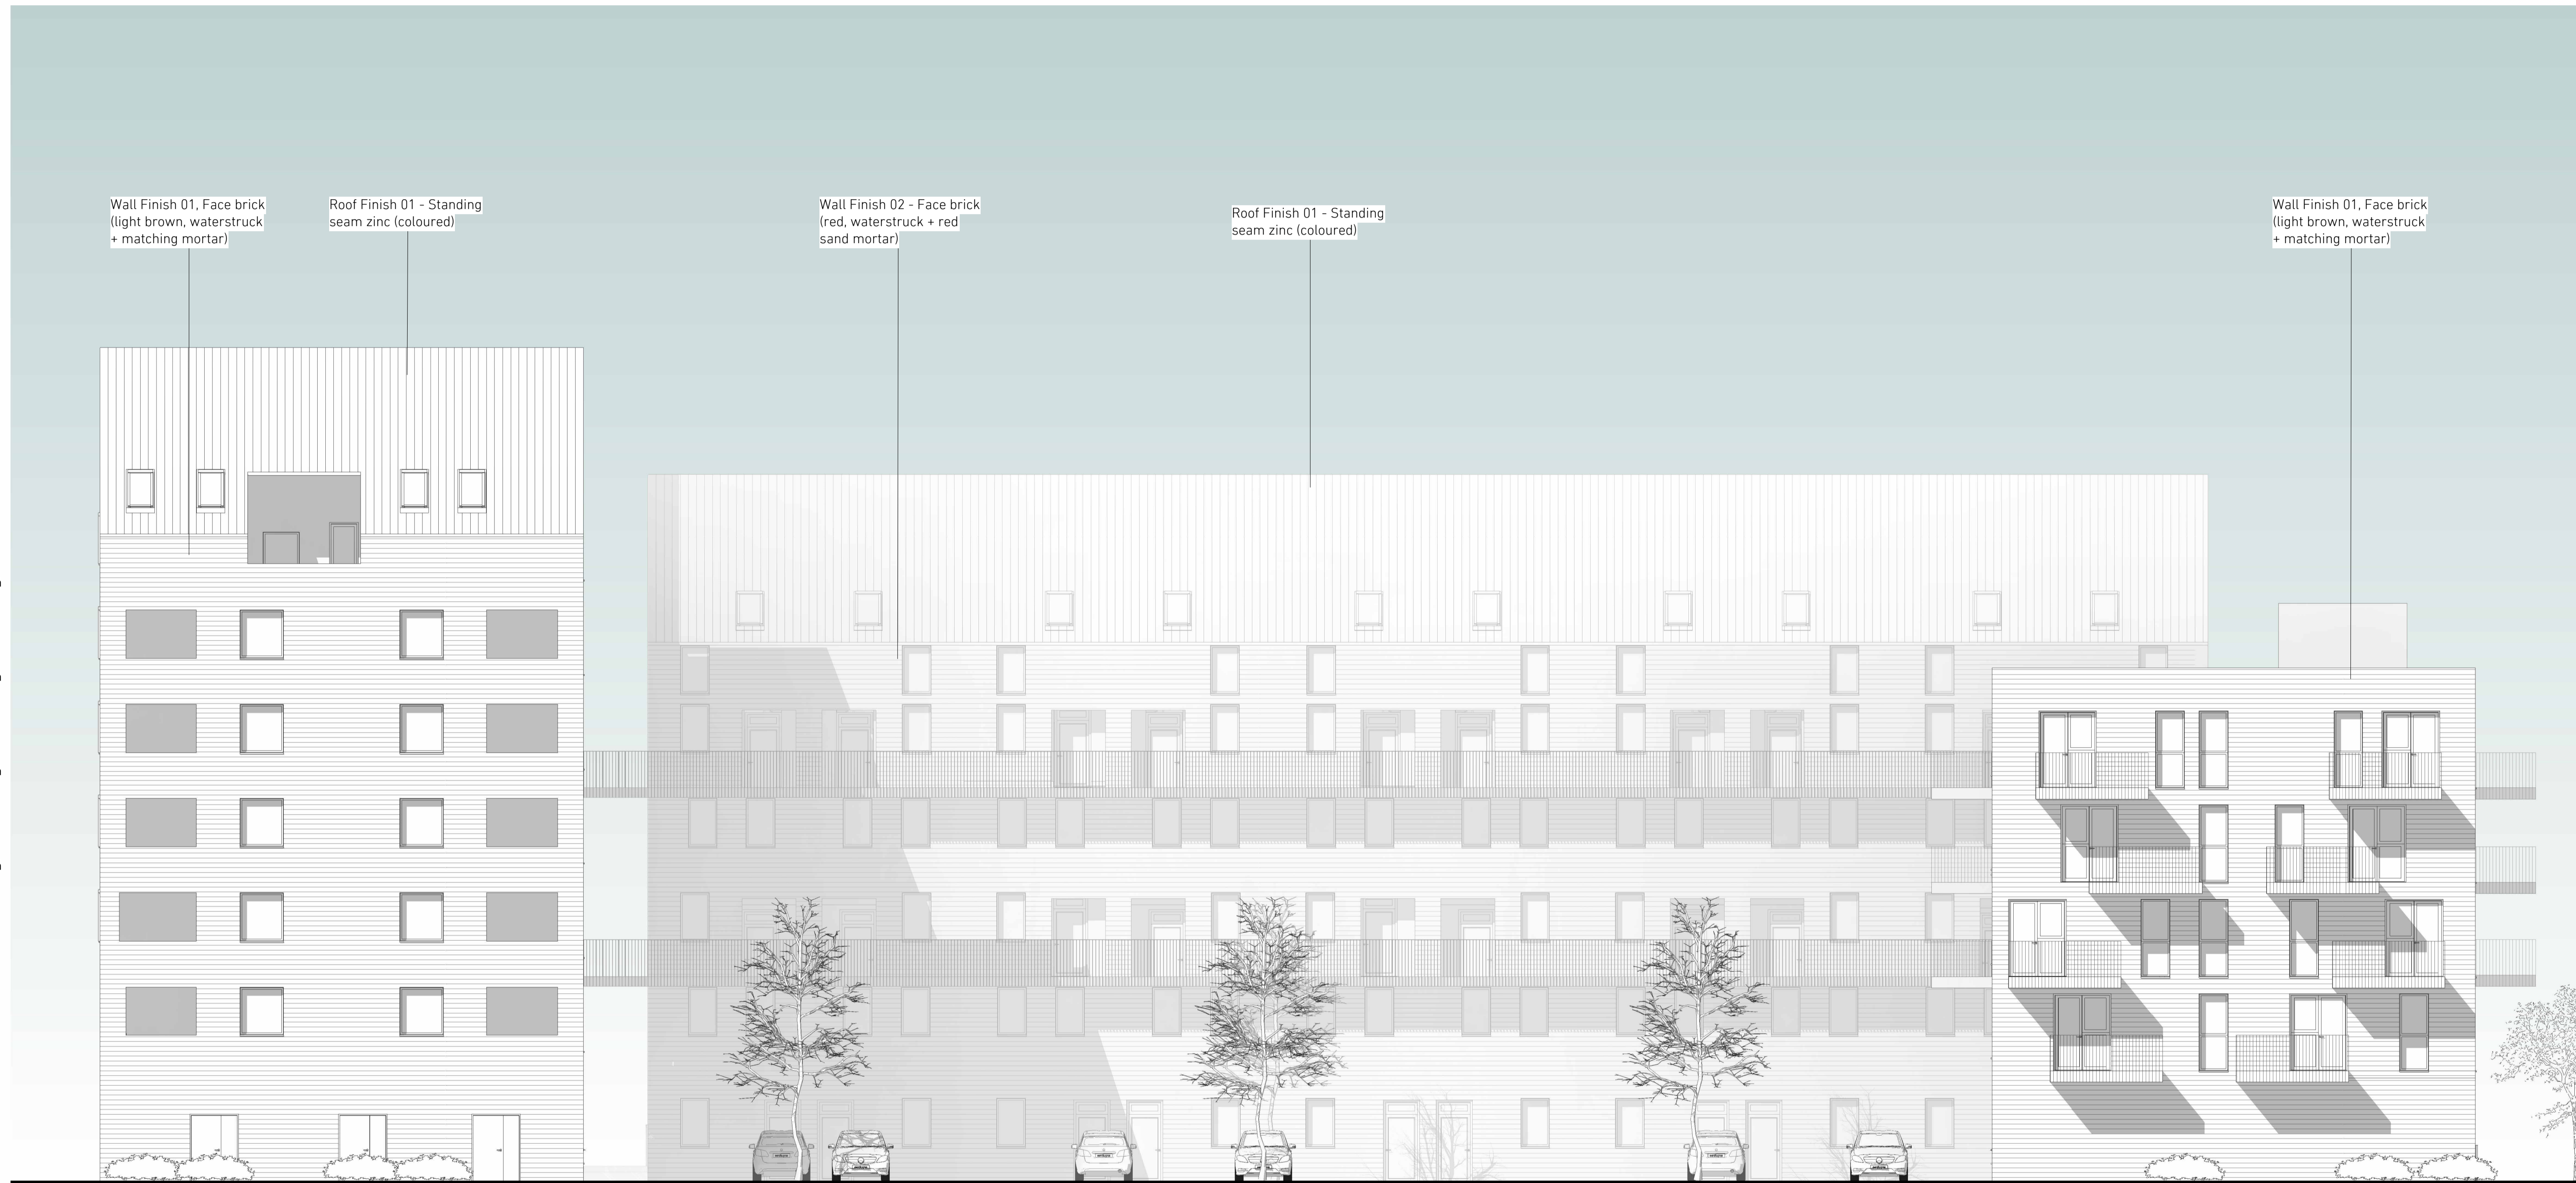 Wall Finish 01, Face brick
(light brown, waterstruck
+ matching mortar)
Roof Finish 01 - Standing
seam zinc (coloured)
Wall Finish 02 - Face brick
(red, waterstruck + red
sand mortar)
Roof Finish 01 - Standing
seam zinc (coloured)
Wall Finish 01, Face brick
(light brown, waterstruck
+ matching mortar)